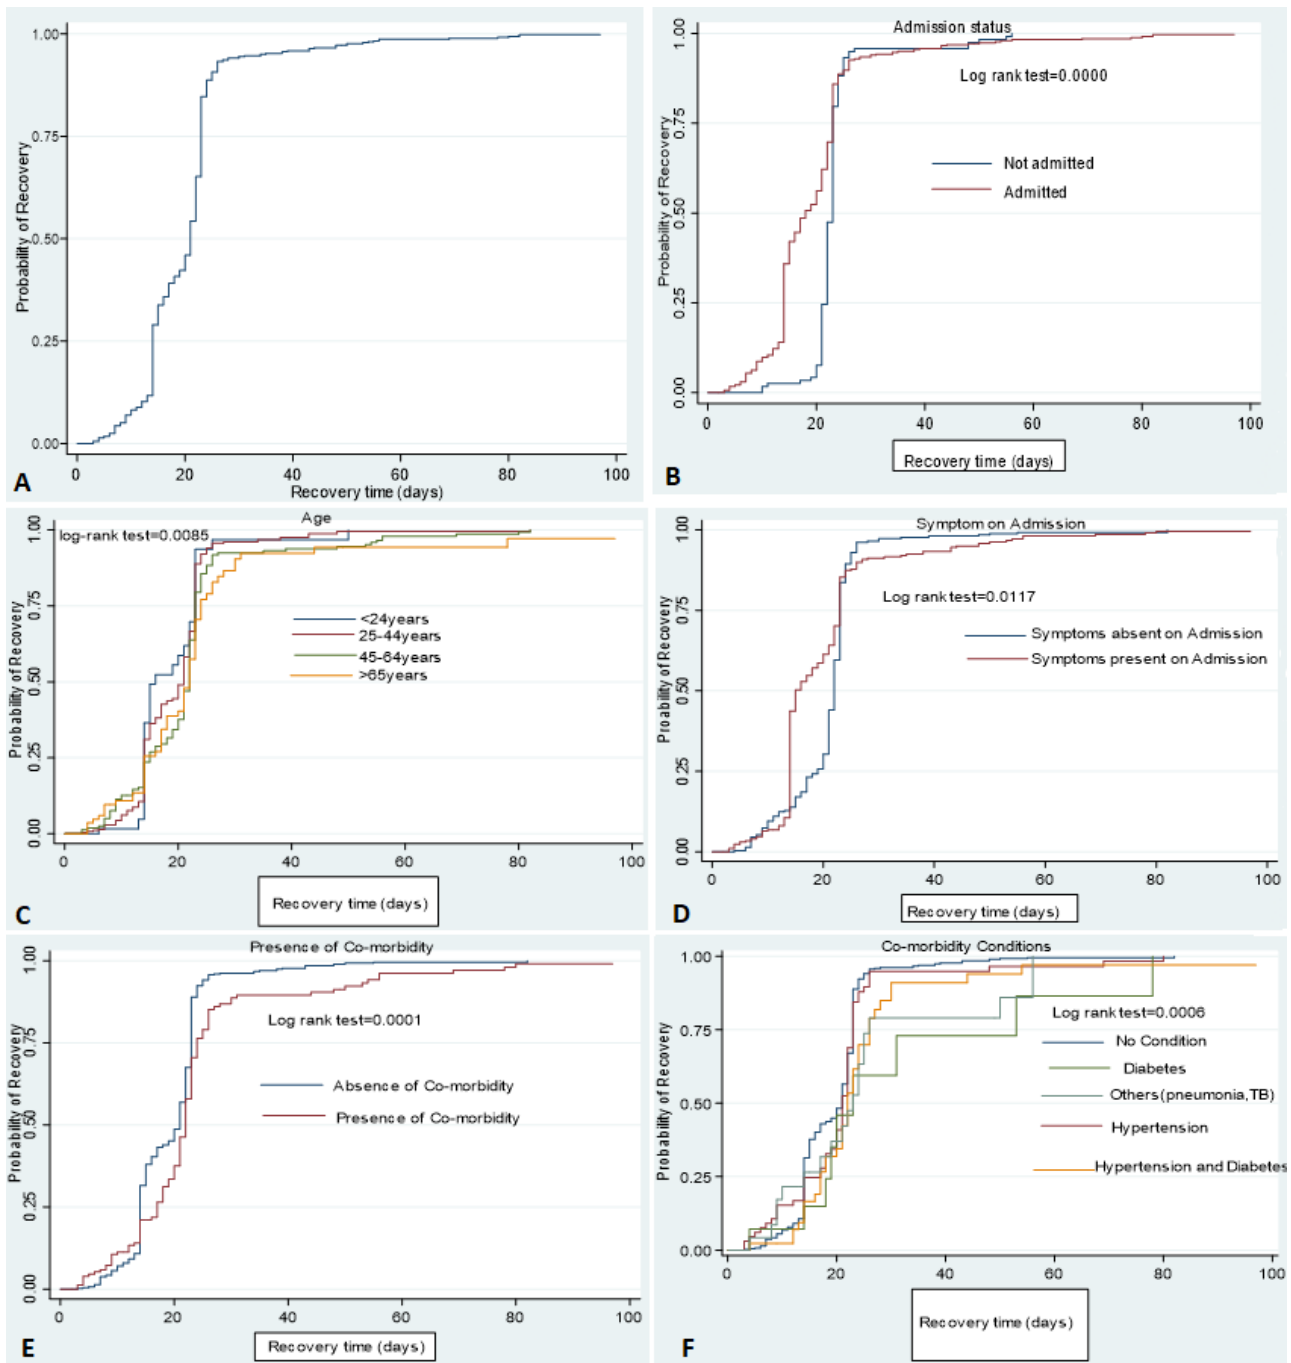 1.00
0.75
0.50
0.25
0.00
Probability of Recovery
0
20
40
60
80
100
Recovery time (days)
A
Admission status
Log rank test=0.0000
Not admitted
Admitted
1.00
0.75
0.50
0.25
0.00
Probability of Recovery
0
20
40
60
80
100
Recovery time (days)
B
Age
log-rank test=0.0085
<24years
25-44years
45-64years
>65years
1.00
0.75
0.50
0.25
0.00
Probability of Recovery
0
20
40
60
80
100
Recovery time (days)
C
Symptom on Admission
Log rank test=0.0117
Symptoms absent on Admission
Symptoms present on Admission
1.00
0.75
0.50
0.25
0.00
Probability of Recovery
0
20
40
60
80
100
Recovery time (days)
D
Presence of Co-morbidity
Log rank test=0.0001
Absence of Co-morbidity
Presence of Co-morbidity
1.00
0.75
0.50
0.25
0.00
Probability of Recovery
0
20
40
60
80
100
Recovery time (days)
E
Co-morbidity Conditions
Log rank test=0.0006
No Condition
Diabetes
Others(pneumonia,TB)
Hypertension
Hypertension and Diabetes
1.00
0.75
0.50
0.25
0.00
Probability of Recovery
0
20
40
60
80
100
Recovery time (days)
F